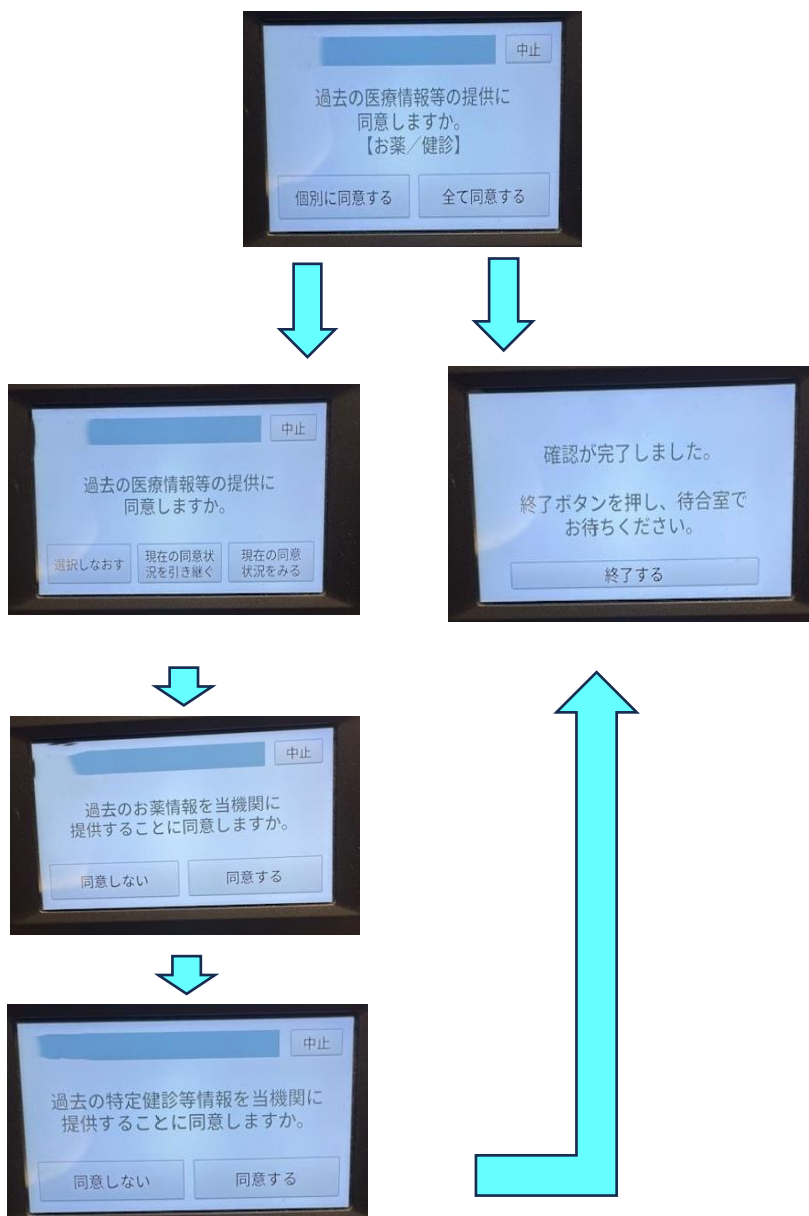 中止
過去の医療情報等の提供に
同意しますか。
【お薬／健診】
個別に同意する
全て同意する
中止
過去の医療情報等の提供に
同意しますか。
選択しなおす
現在の同意状
況を引き継ぐ
現在の同意
状況をみる
確認が完了しました。
終了ボタンを押し、待合室で
お待ちください。
終了する
中止
過去のお薬情報を当機関に
提供することに同意しますか。
同意しない
同意する
中止
過去の特定健診等情報を当機関に
提供することに同意しますか。
同意しない
同意する